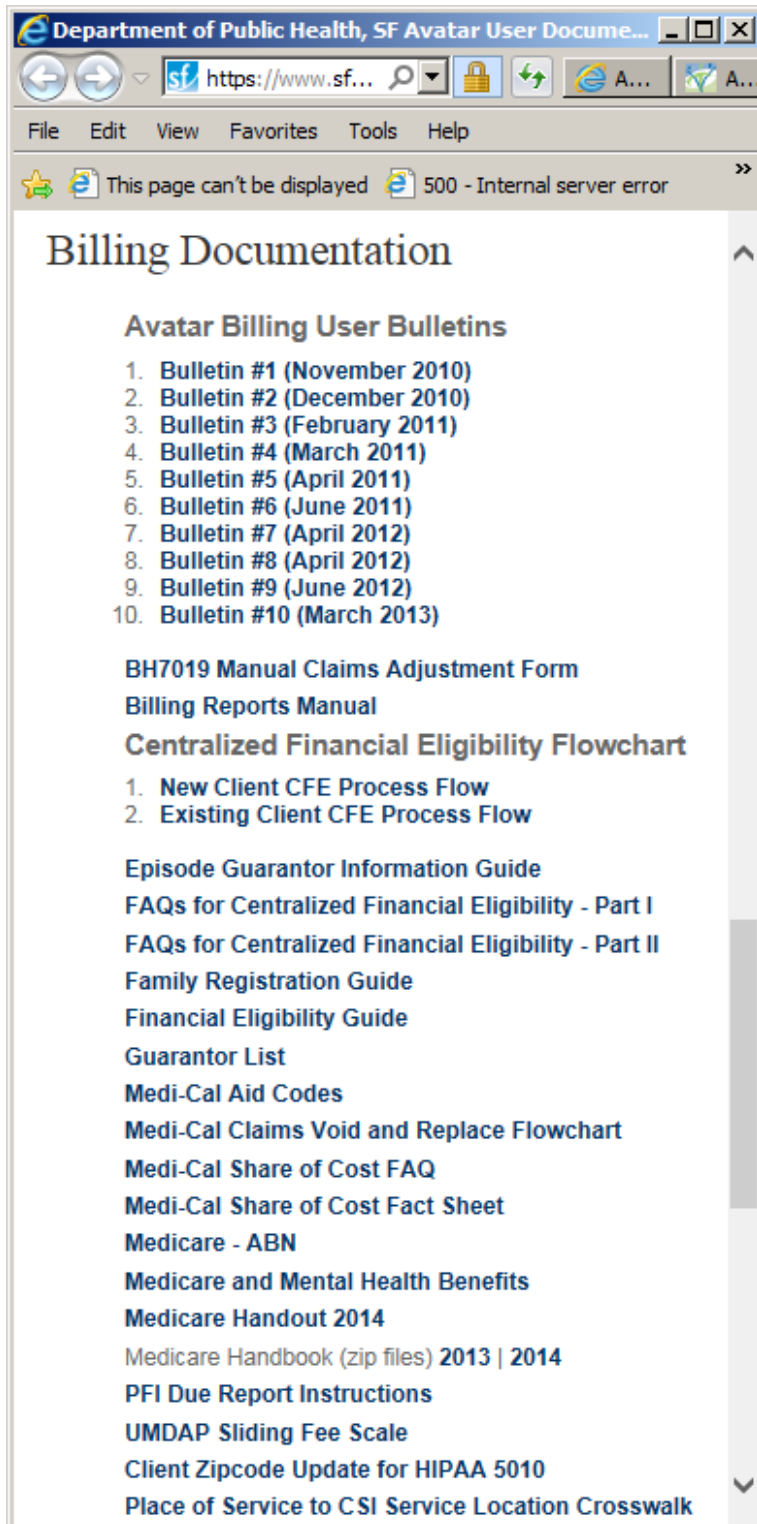 Department of Public Health, SF Avatar User Docume...
sf https://www.sf... A... A...
File Edit View Favorites Tools Help
This page can't be displayed 500 - Internal server error »
Billing Documentation
Avatar Billing User Bulletins
1. Bulletin #1 (November 2010)
2. Bulletin #2 (December 2010)
3. Bulletin #3 (February 2011)
4. Bulletin #4 (March 2011)
5. Bulletin #5 (April 2011)
6. Bulletin #6 (June 2011)
7. Bulletin #7 (April 2012)
8. Bulletin #8 (April 2012)
9. Bulletin #9 (June 2012)
10. Bulletin #10 (March 2013)
BH7019 Manual Claims Adjustment Form
Billing Reports Manual
Centralized Financial Eligibility Flowchart
1. New Client CFE Process Flow
2. Existing Client CFE Process Flow
Episode Guarantor Information Guide
FAQs for Centralized Financial Eligibility - Part I
FAQs for Centralized Financial Eligibility - Part II
Family Registration Guide
Financial Eligibility Guide
Guarantor List
Medi-Cal Aid Codes
Medi-Cal Claims Void and Replace Flowchart
Medi-Cal Share of Cost FAQ
Medi-Cal Share of Cost Fact Sheet
Medicare - ABN
Medicare and Mental Health Benefits
Medicare Handout 2014
Medicare Handbook (zip files) 2013 | 2014
PFI Due Report Instructions
UMDAP Sliding Fee Scale
Client Zipcode Update for HIPAA 5010
Place of Service to CSI Service Location Crosswalk